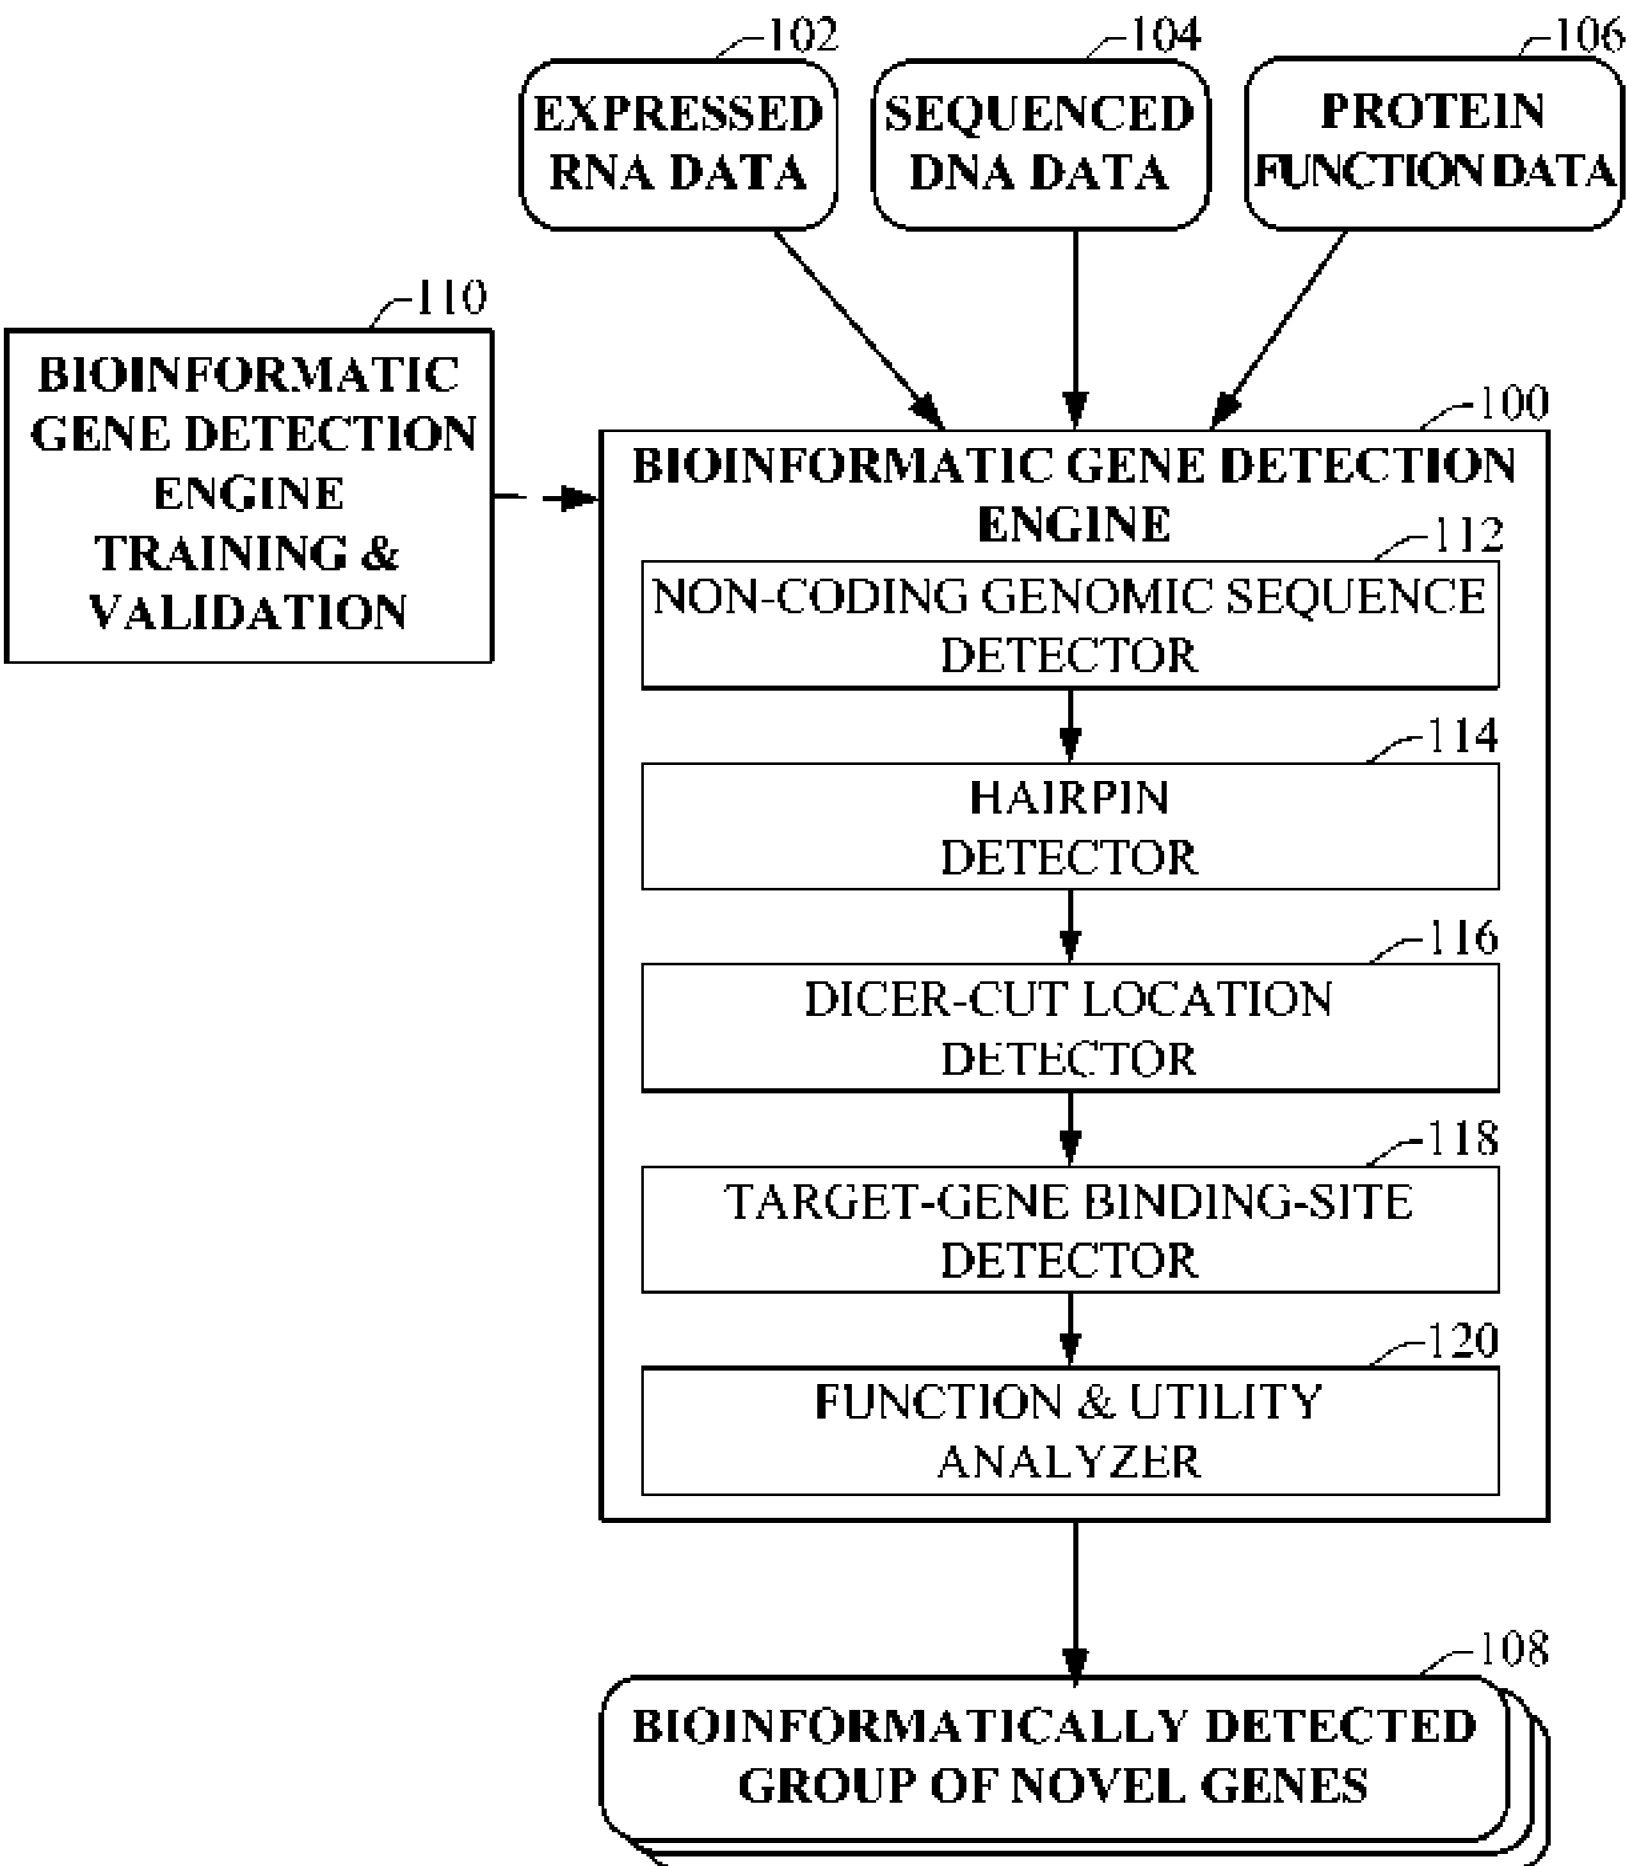 102
EXPRESSED
RNA DATA
104
SEQUENCED
DNA DATA
106
PROTEIN
FUNCTION DATA
110
BIOINFORMATIC
GENE DETECTION
ENGINE
TRAINING &
VALIDATION
100
BIOINFORMATIC GENE DETECTION
ENGINE
112
NON-CODING GENOMIC SEQUENCE
DETECTOR
114
HAIRPIN
DETECTOR
116
DICER-CUT LOCATION
DETECTOR
118
TARGET-GENE BINDING-SITE
DETECTOR
120
FUNCTION & UTILITY
ANALYZER
108
BIOINFORMATICALLY DETECTED
GROUP OF NOVEL GENES